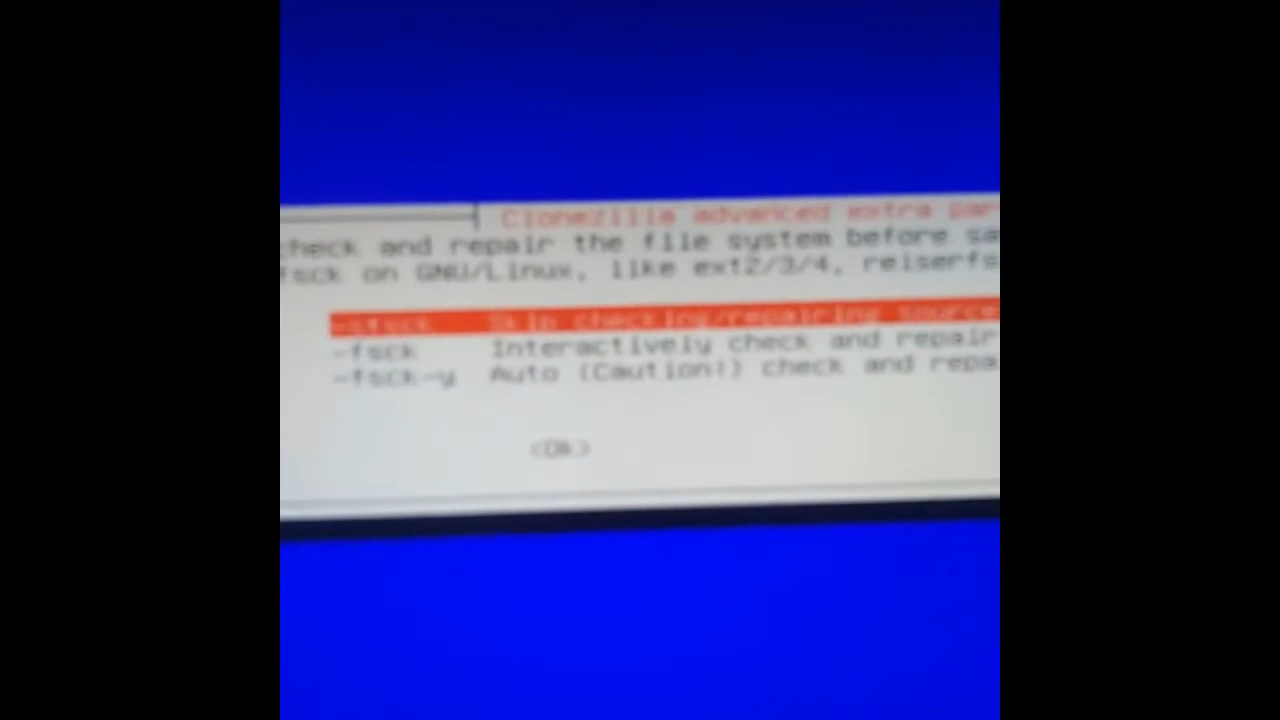 Clonezilla advanced extra par
check and repair the file system before sa
fsck on GNU/Linux, like ext2/3/4, reiserfs
-sfsck Skip checking/repairing source
-fsck Interactively check and repair
-fsck-y Auto (Caution!) check and repa
<Ok>